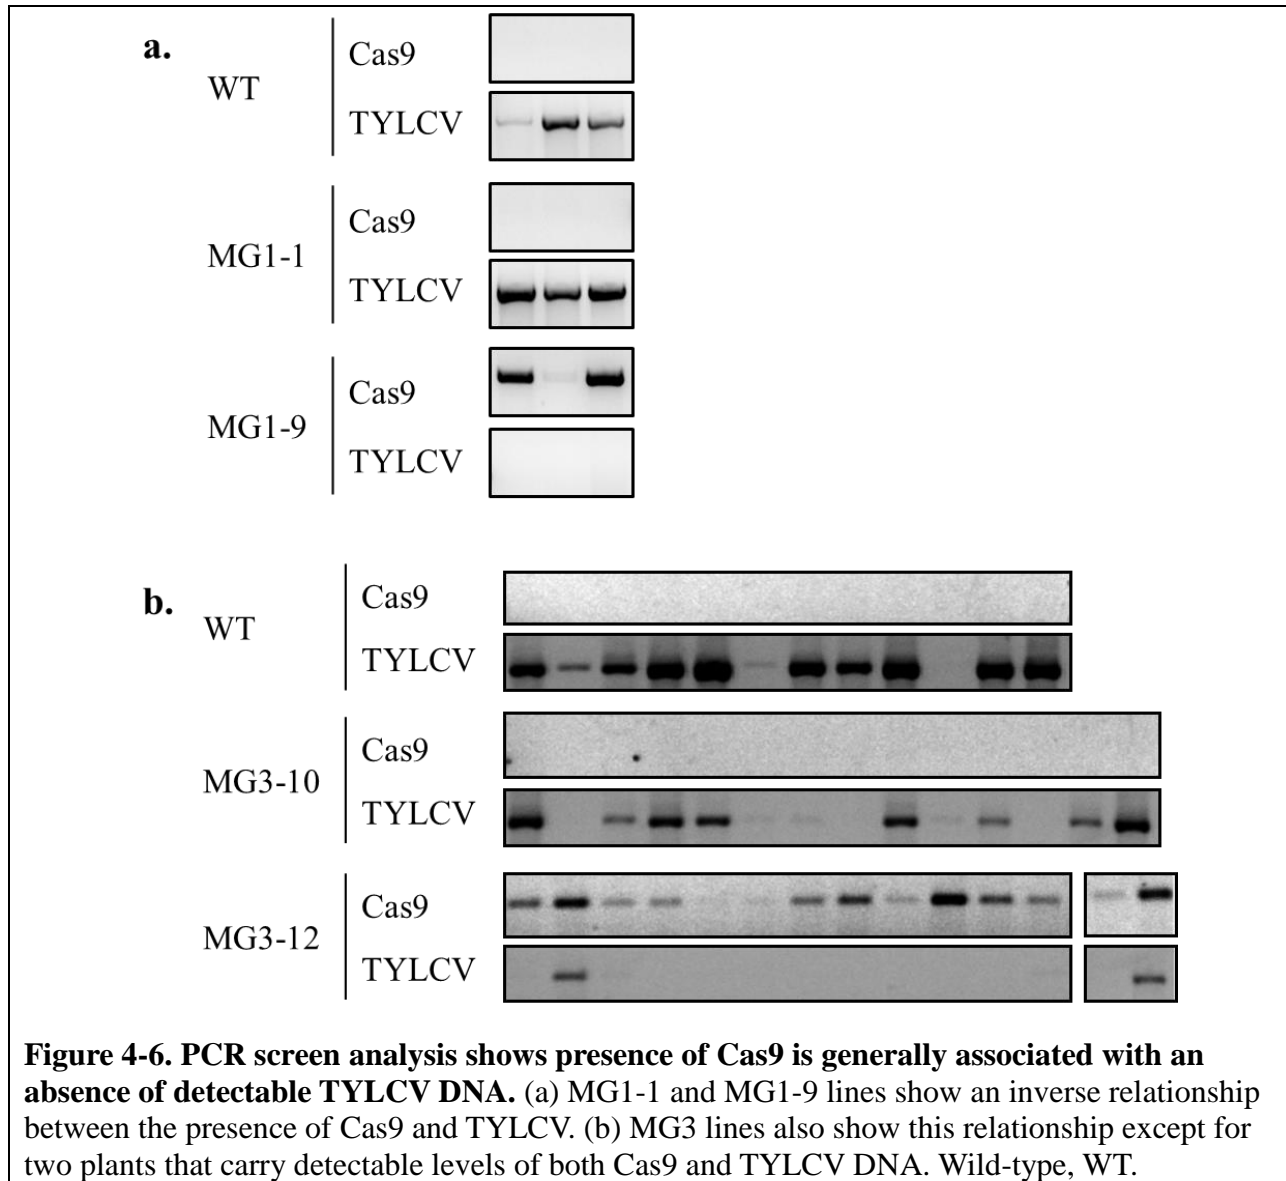 a.
WT
Cas9
TYLCV
MG1-1
Cas9
TYLCV
MG1-9
Cas9
TYLCV
b.
WT
Cas9
TYLCV
MG3-10
Cas9
TYLCV
MG3-12
Cas9
TYLCV
Figure 4-6. PCR screen analysis shows presence of Cas9 is generally associated with an
absence of detectable TYLCV DNA. (a) MG1-1 and MG1-9 lines show an inverse relationship
between the presence of Cas9 and TYLCV. (b) MG3 lines also show this relationship except for
two plants that carry detectable levels of both Cas9 and TYLCV DNA. Wild-type, WT.